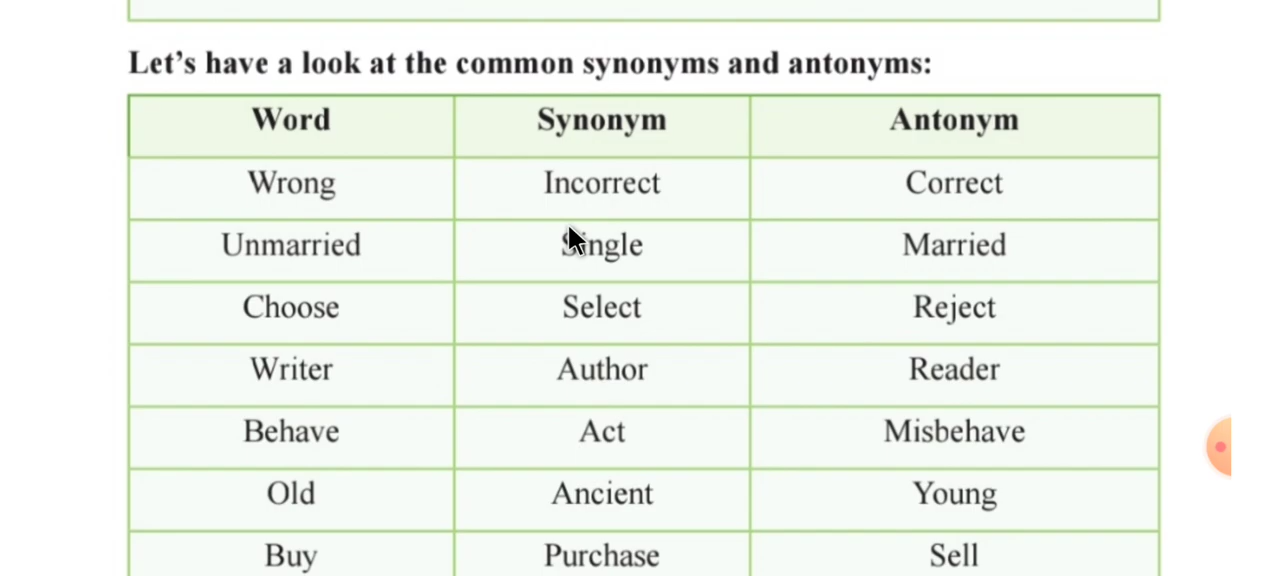 Let's have a look at the common synonyms and antonyms:
Word Synonym Antonym
Wrong Incorrect Correct
Unmarried Single Married
Choose Select Reject
Writer Author Reader
Behave Act Misbehave
Old Ancient Young
Buy Purchase Sell